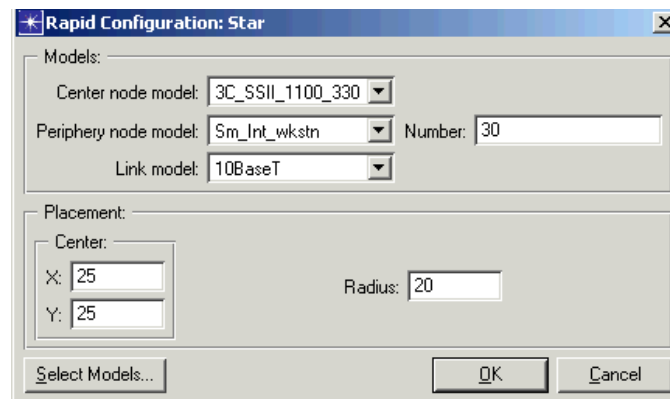 Rapid Configuration: Star
Models:
Center node model: 3C_SSII_1100_330
Periphery node model: Sm_Int_wkstn Number: 30
Link model: 10BaseT
Placement:
Center:
X: 25
Radius: 20
Y: 25
Select Models... OK Cancel